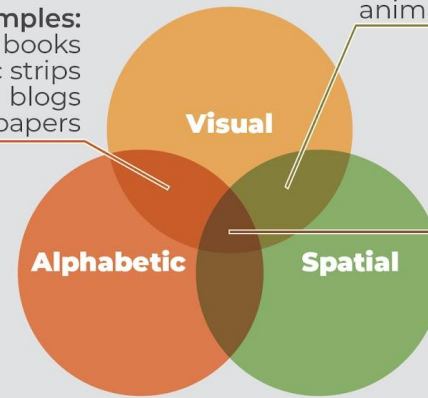 mples:
books
c strips
blogs
papers
anim
Visual
Alphabetic
Spatial